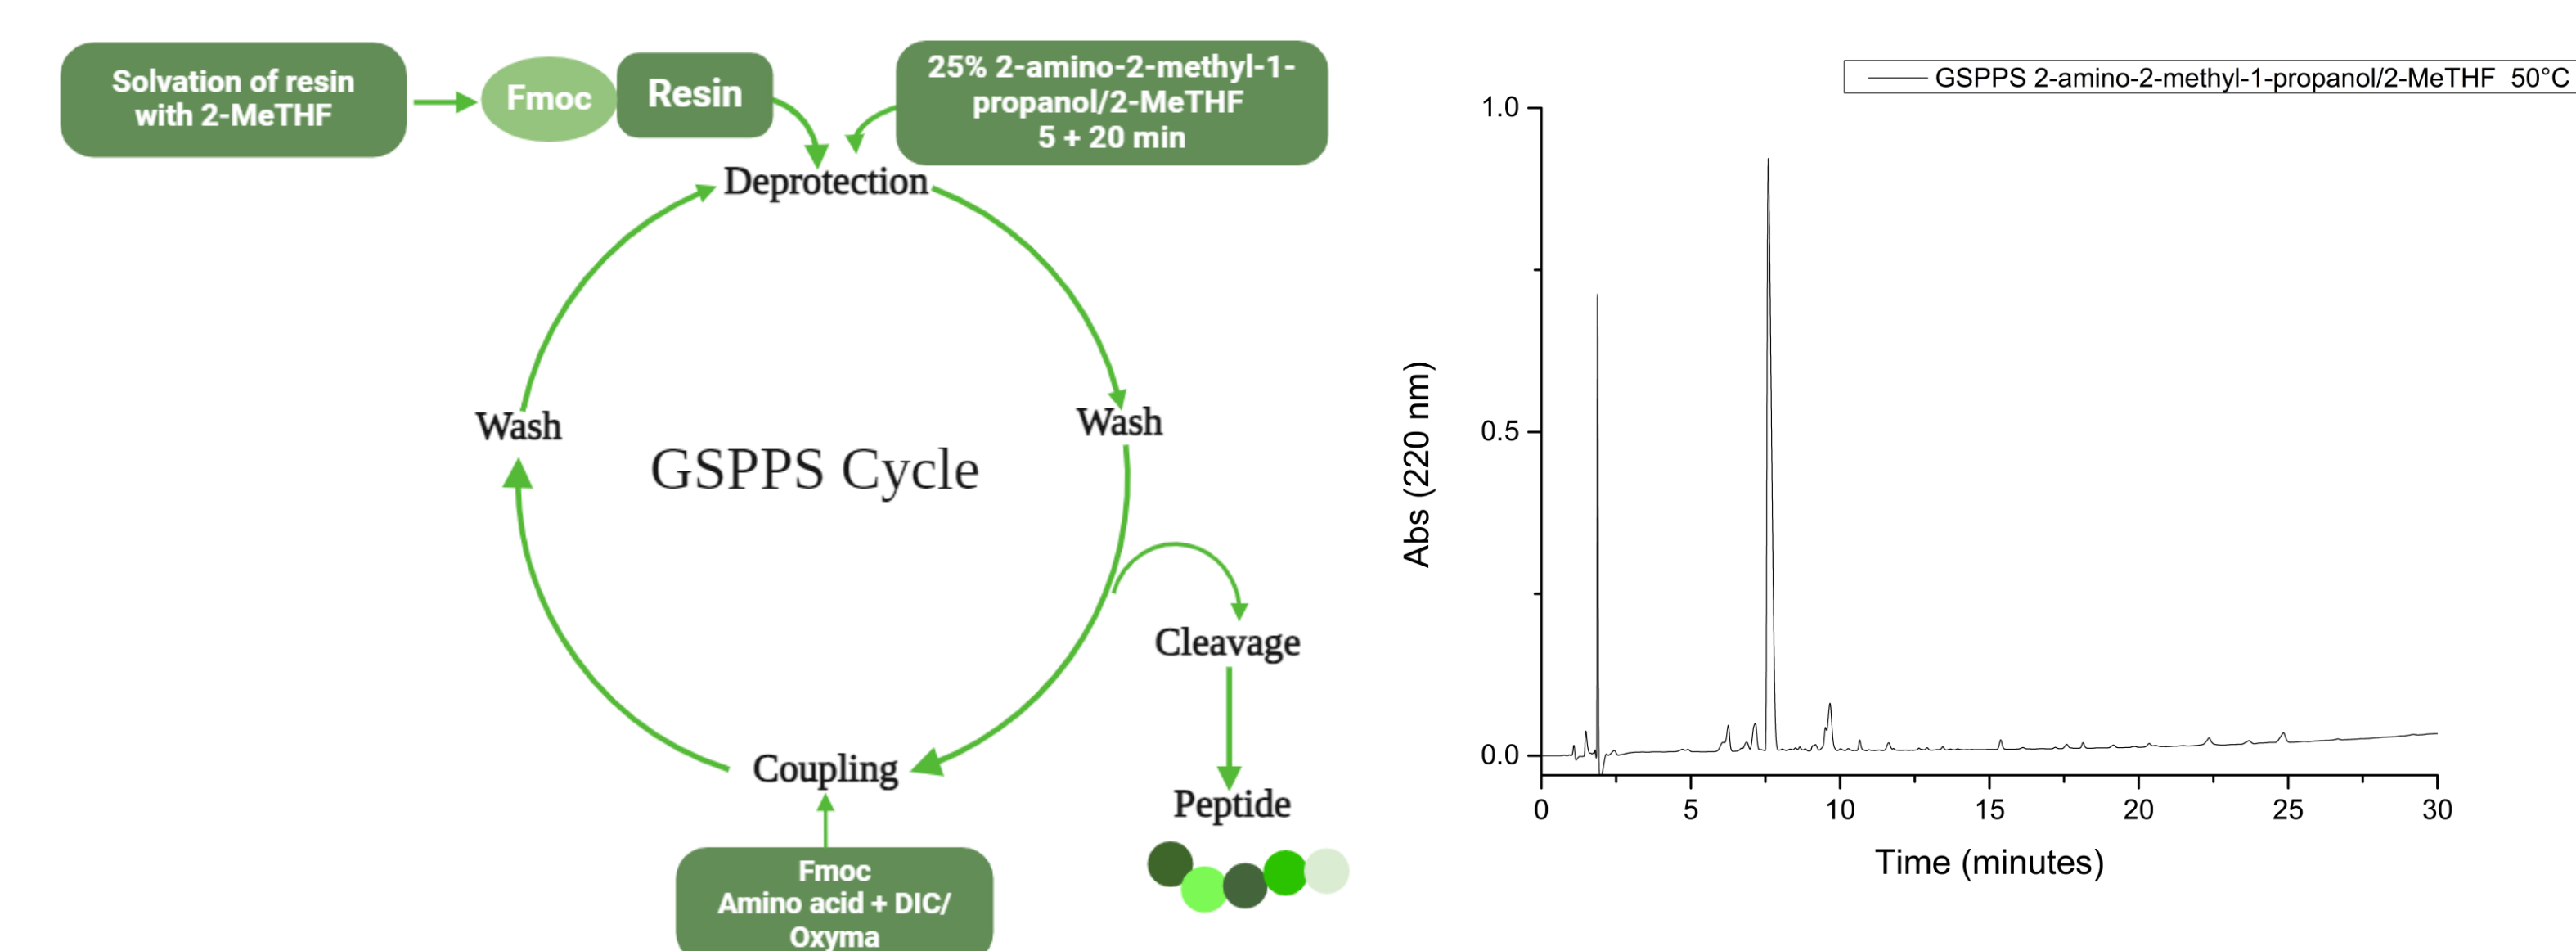 Solvation of resin
with 2-MeTHF
Fmoc
Resin
25% 2-amino-2-methyl-1-
propanol/2-MeTHF
5 + 20 min
Deprotection
Wash
Wash
GSPPS Cycle
Cleavage
Coupling
Peptide
Fmoc
Amino acid + DIC/
Oxyma
GSPPS 2-amino-2-methyl-1-propanol/2-MeTHF 50°C
1.0
0.5
0.0
Abs (220 nm)
0 5 10 15 20 25 30
Time (minutes)